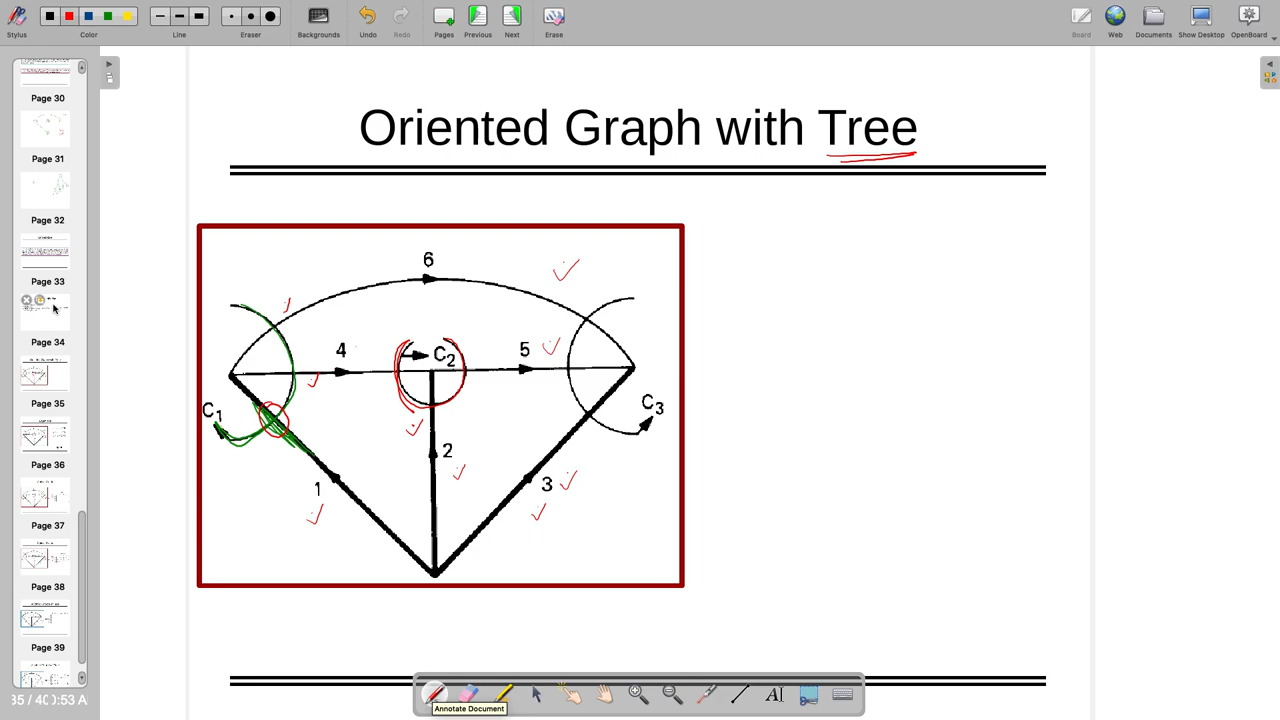 Stylus
Color
Line
Eraser
Backgrounds
Undo
Redo
Pages
Previous
Next
Erase
Board
Web
Documents
Show Desktop
OpenBoard
Page 30
Page 31
Page 32
Page 33
Page 34
Page 35
Page 36
Page 37
Page 38
Page 39
Oriented Graph with Tree
6
4
C2
5
C1
C3
2
1
3
Annotate Document